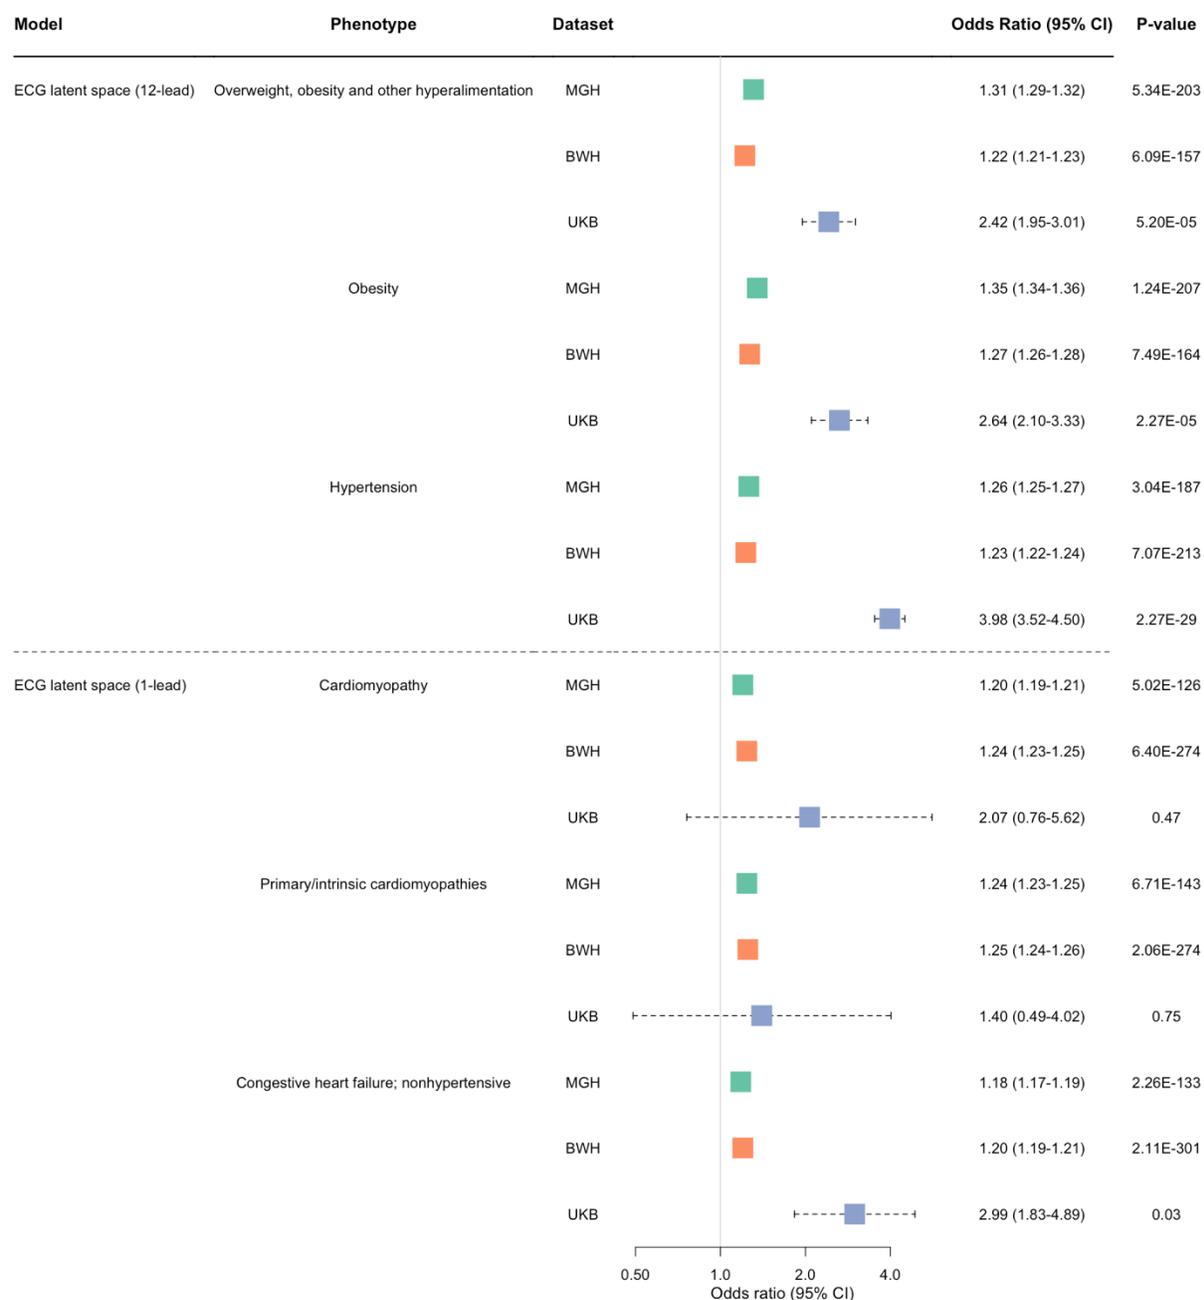 Model Phenotype Dataset Odds Ratio (95% CI) P-value
ECG latent space (12-lead) Overweight, obesity and other hyperalimentation MGH 1.31 (1.29-1.32) 5.34E-203
BWH 1.22 (1.21-1.23) 6.09E-157
UKB 2.42 (1.95-3.01) 5.20E-05
Obesity MGH 1.35 (1.34-1.36) 1.24E-207
BWH 1.27 (1.26-1.28) 7.49E-164
UKB 2.64 (2.10-3.33) 2.27E-05
Hypertension MGH 1.26 (1.25-1.27) 3.04E-187
BWH 1.23 (1.22-1.24) 7.07E-213
UKB 3.98 (3.52-4.50) 2.27E-29
ECG latent space (1-lead) Cardiomyopathy MGH 1.20 (1.19-1.21) 5.02E-126
BWH 1.24 (1.23-1.25) 6.40E-274
UKB 2.07 (0.76-5.62) 0.47
Primary/intrinsic cardiomyopathies MGH 1.24 (1.23-1.25) 6.71E-143
BWH 1.25 (1.24-1.26) 2.06E-274
UKB 1.40 (0.49-4.02) 0.75
Congestive heart failure; nonhypertensive MGH 1.18 (1.17-1.19) 2.26E-133
BWH 1.20 (1.19-1.21) 2.11E-301
UKB 2.99 (1.83-4.89) 0.03
0.50 1.0 2.0 4.0
Odds ratio (95% CI)